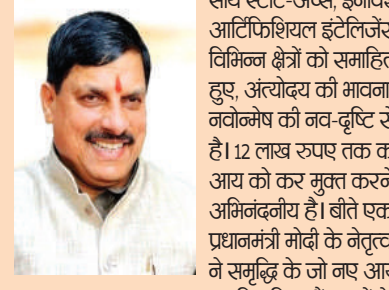 साथ स्टार्ट-अप्स, इनोवेश
आर्टिफिशियल इंटेलिजेंस
विभिन्न क्षेत्रों को समाहित
हुए, अंत्योदय की भावना
नवोन्मेष की नव-दृष्टि से
है। 12 लाख रुपए तक क
आय को कर मुक्त करने
अभिनंदनीय है। बीते एक
प्रधानमंत्री मोदी के नेतृत्व
ने समृद्धि के जो नए आय